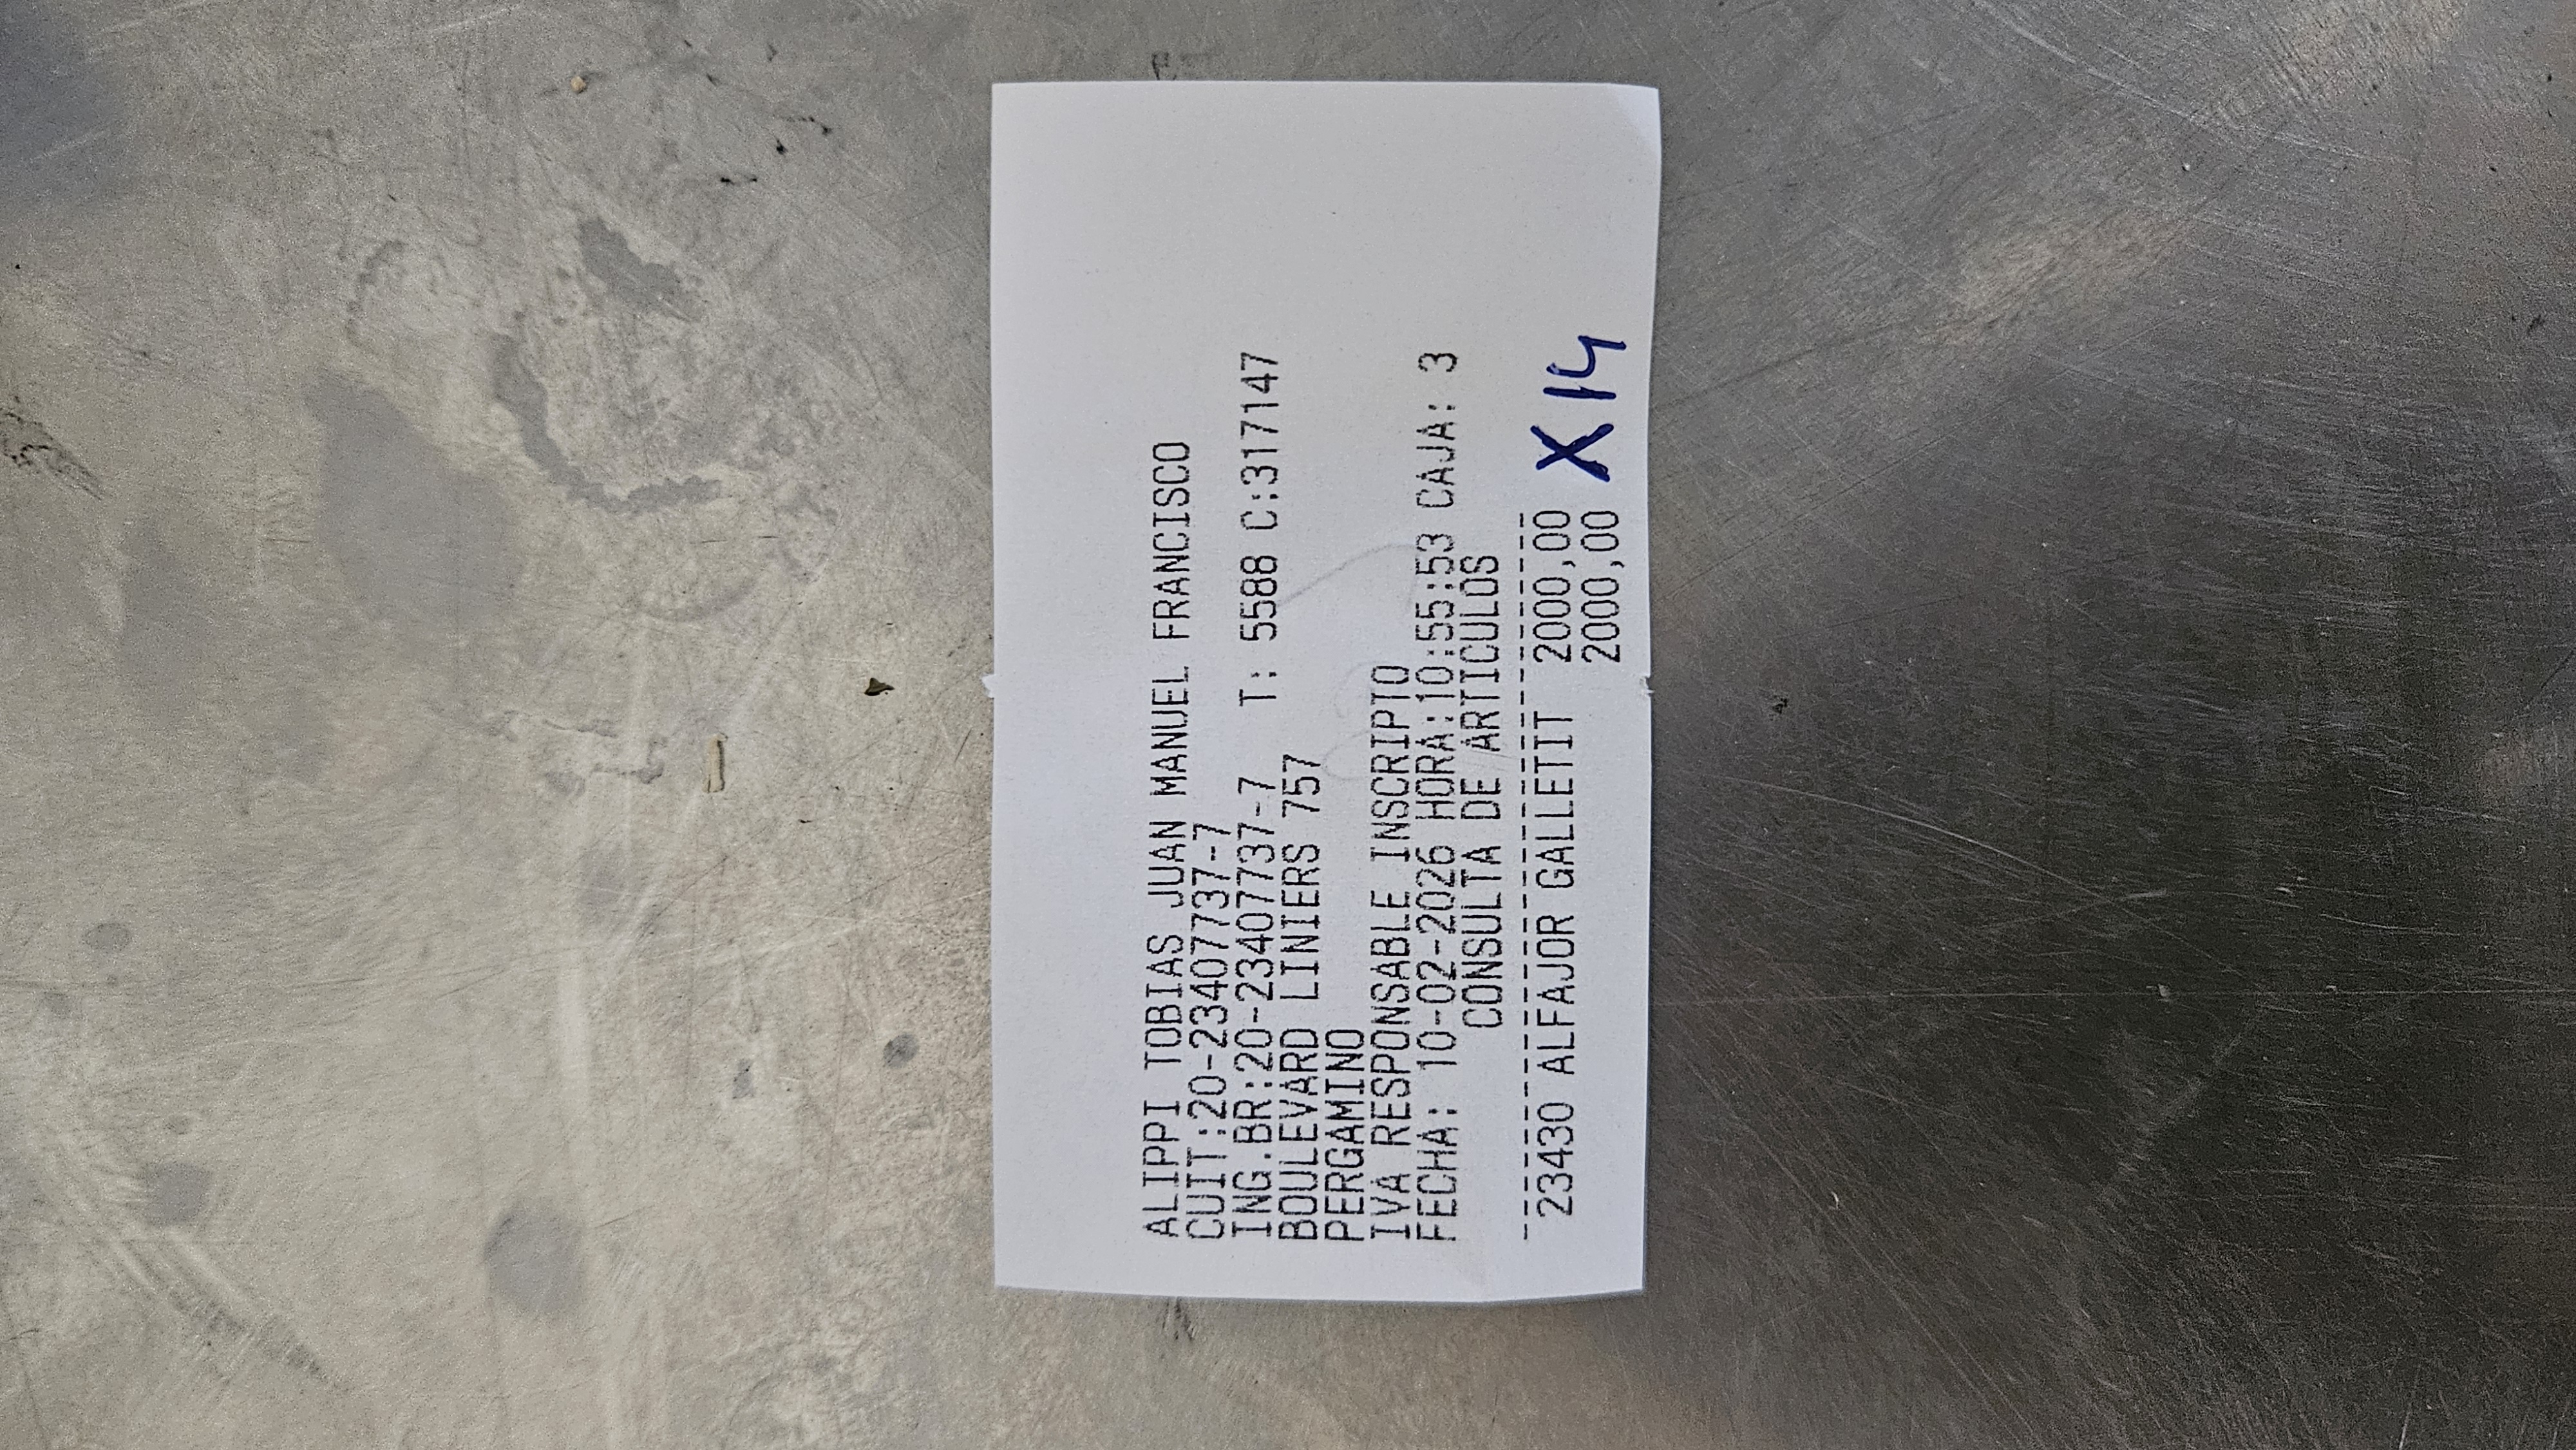 ALIPPI TOBIAS JUAN MANUEL FRANCISCO
CUIT:20-23407737-7
ING.BR:20-23407737-7 T: 5588 C:317147
BOULEVARD LINIERS 757
PERGAMINO
IVA RESPONSABLE INSCRIPTO
FECHA: 10-02-2026 HORA:10:55:53 CAJA: 3
CONSULTA DE ARTICULOS
--------------------------------
23430 ALFAJOR GALLETIT 2000,00
2000,00 X14